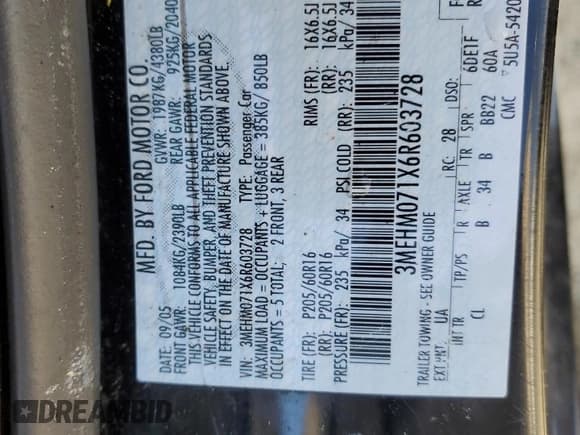 MFD. BY FORD MOTOR CO.
DATE: 09/05 GVWR: 1987KG/4380LB
FRONT GAWR: 1084KG/2390LB REAR GAWR: 925KG/2040
THIS VEHICLE CONFORMS TO ALL APPLICABLE FEDERAL MOTOR
VEHICLE SAFETY, BUMPER, AND THEFT PREVENTION STANDARDS
IN EFFECT ON THE DATE OF MANUFACTURE SHOWN ABOVE.
VIN: 3MEHM071X6R603728 TYPE: Passenger Car
MAXIMUM LOAD = OCCUPANTS + LUGGAGE = 385KG/ 850LB
OCCUPANTS = 5 TOTAL; 2 FRONT, 3 REAR
TIRE (FR): P205/60R16 RIMS (FR): 16X6.5J
(RR): P205/60R16 (RR): 16X6.5J
PRESSURE (FR): 235 kPa/ 34 PSI COLD (RR): 235 kPa/ 34
3MEHM071X6R603728
TRAILER TOWING - SEE OWNER GUIDE
EXT PNT: UA RC: 28 DSO: 6DE1F
INT TR TP/PS R AXLE TR SPR 60A
CL B 34 B BB22
CMC 5U5A-5420
DREAMBID